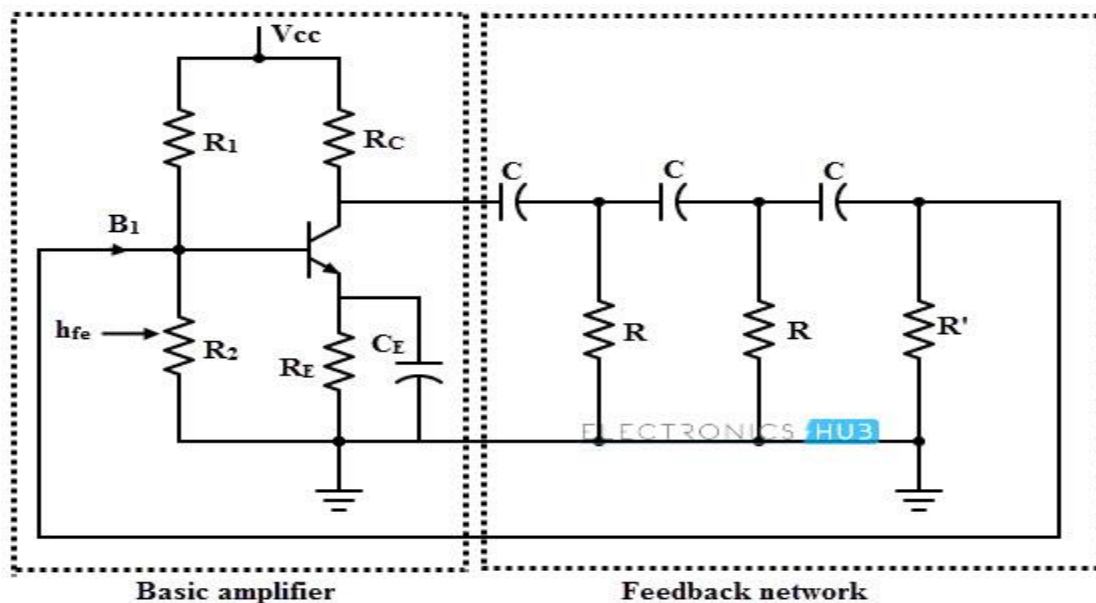 Vcc
R1
RC
C
C
C
B1
hfe
R2
RE
CE
R
R
R'
ELECTRONICS HUB
Basic amplifier
Feedback network